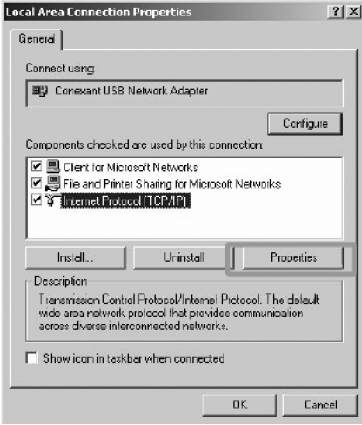 Local Area Connection Properties
General
Connect using:
Conexant USB Network Adapter
Configure
Components checked are used by this connection:
Client for Microsoft Networks
File and Printer Sharing for Microsoft Networks
Internet Protocol (TCP/IP)
Install...
Uninstall
Properties
Description
Transmission Control Protocol/Internet Protocol. The default
wide area network protocol that provides communication
across diverse interconnected networks.
Show icon in taskbar when connected
OK
Cancel